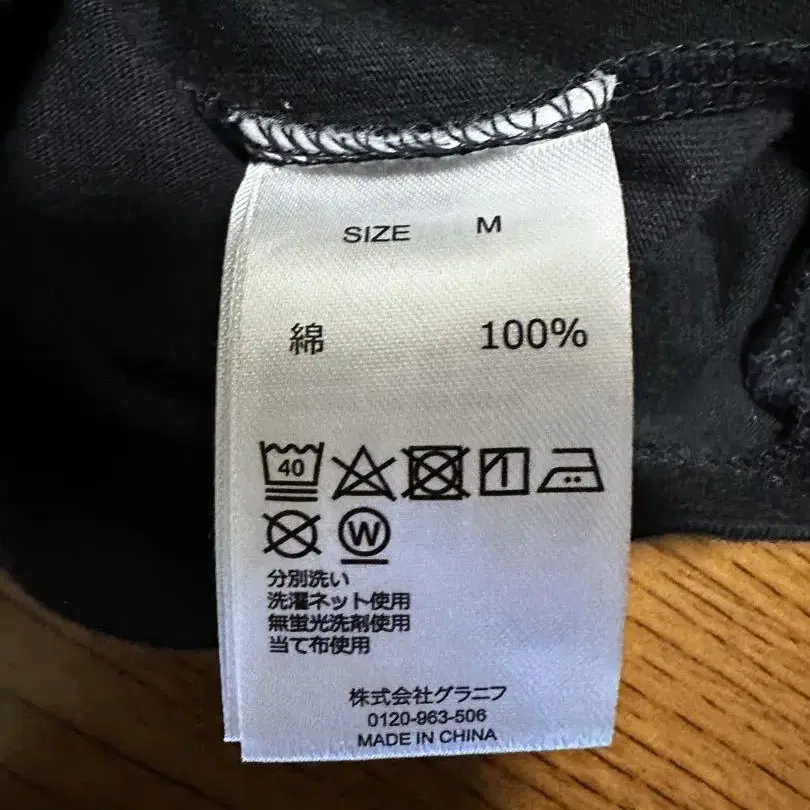 SIZE M
綿 100%
40
W
分別洗い
洗濯ネット使用
無蛍光洗剤使用
当て布使用
株式会社グラニフ
0120-963-506
MADE IN CHINA